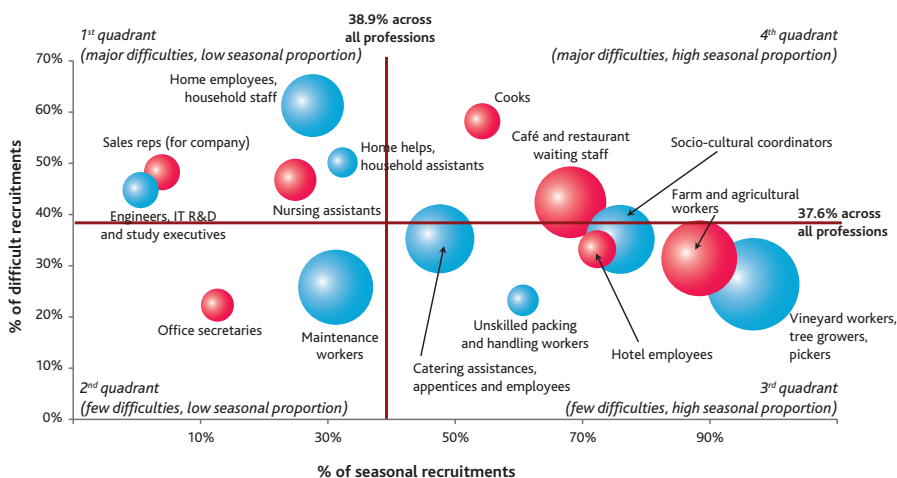 38.9% across
all professions
1st quadrant
(major difficulties, low seasonal proportion)
4th quadrant
(major difficulties, high seasonal proportion)
70%
60%
50%
40%
30%
20%
10%
0%
% of difficult recruitments
Home employees,
household staff
Cooks
Sales reps (for company)
Home helps,
household assistants
Café and restaurant
waiting staff
Socio-cultural coordinators
Farm and agricultural
workers
Nursing assistants
Engineers, IT R&D
and study executives
37.6% across
all professions
Office secretaries
Maintenance
workers
Unskilled packing
and handling workers
Vineyard workers,
tree growers,
pickers
Hotel employees
Catering assistances,
appentices and employees
2nd quadrant
(few difficulties, low seasonal proportion)
3rd quadrant
(few difficulties, high seasonal proportion)
10%
30%
50%
70%
90%
% of seasonal recruitments